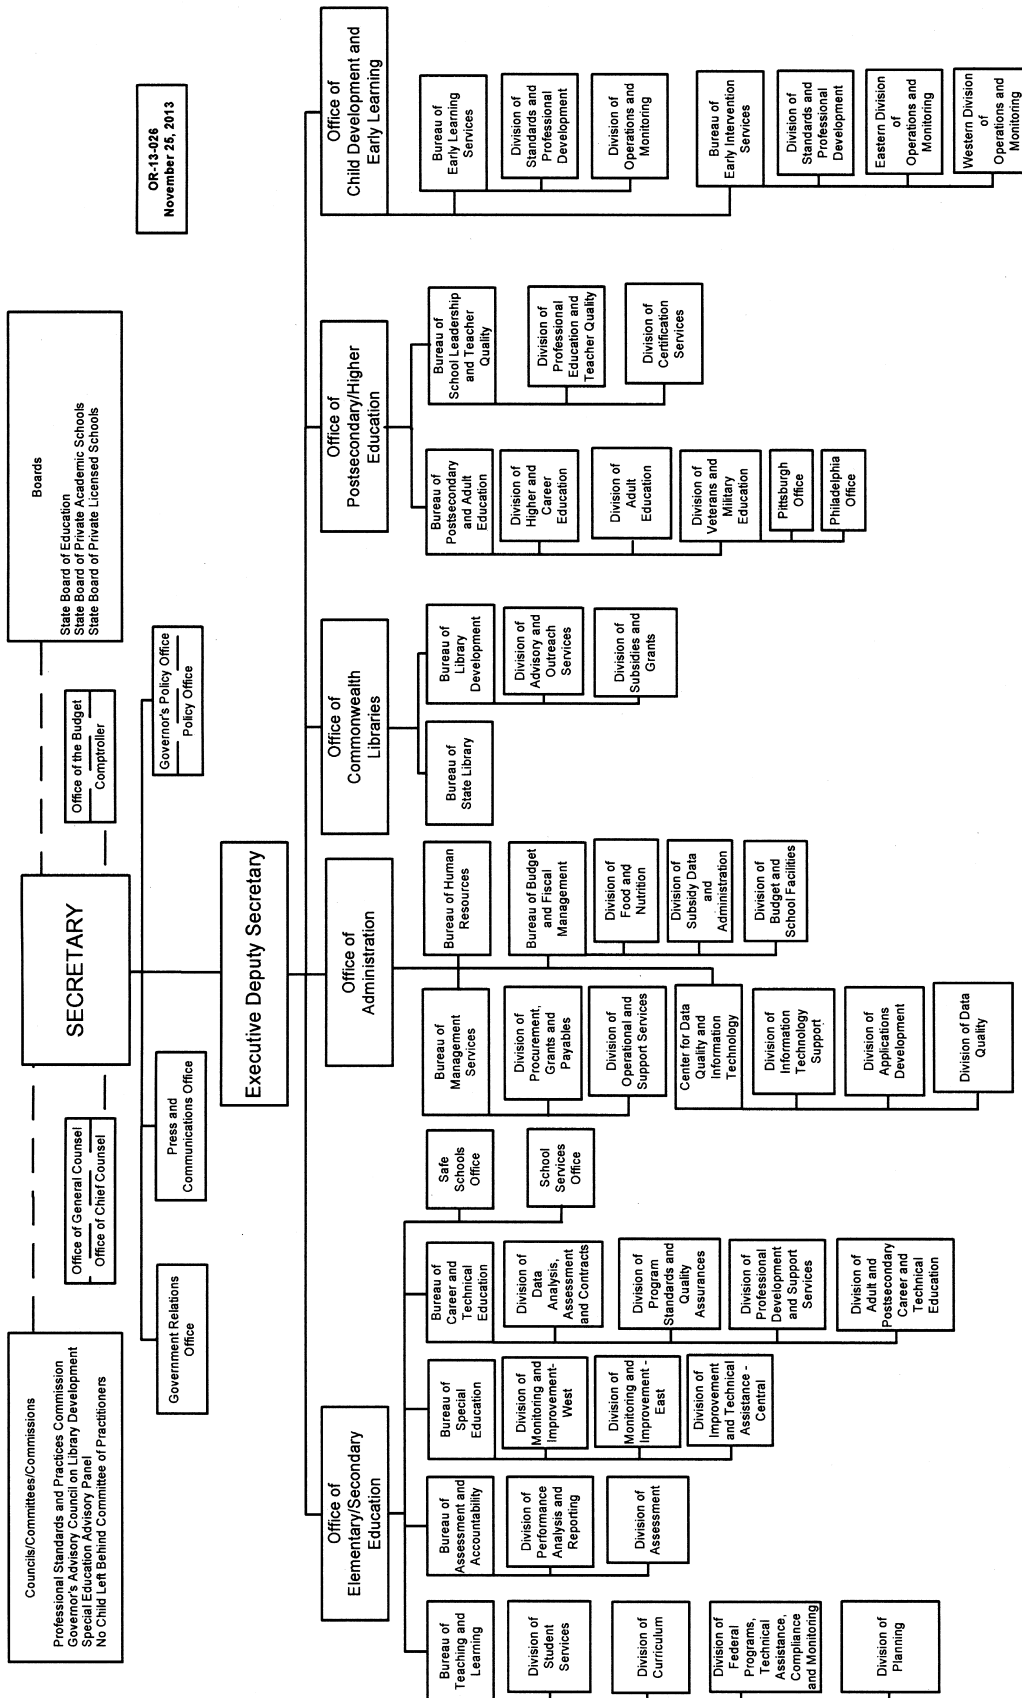 Councils/Committees/Commissions
Professional Standards and Practices Commission
Governor's Advisory Council on Library Development
Special Education Advisory Panel
No Child Left Behind Committee of Practitioners
SECRETARY
Boards
State Board of Education
State Board of Private Academic Schools
State Board of Private Licensed Schools
Office of General Counsel
Office of Chief Counsel
Office of the Budget
Comptroller
OR-13-026
November 25, 2013
Government Relations
Office
Press and
Communications Office
Governor's Policy Office
Policy Office
Executive Deputy Secretary
Office of
Elementary/Secondary
Education
Office of
Administration
Office of
Commonwealth
Libraries
Office of
Postsecondary/Higher
Education
Office of
Child Development and
Early Learning
Bureau of
Teaching and
Learning
Division of
Student
Services
Division of
Curriculum
Division of
Federal
Programs,
Technical
Assistance,
Compliance
and Monitoring
Division of
Planning
Bureau of
Assessment and
Accountability
Division of
Performance
Analysis and
Reporting
Division of
Assessment
Bureau of
Special
Education
Division of
Monitoring and
Improvement-
West
Division of
Monitoring and
Improvement -
East
Division of
Improvement
and Technical
Assistance -
Central
Bureau of
Career and
Technical
Education
Division of
Data
Analysis,
Assessment
and Contracts
Division of
Program
Standards and
Quality
Assurances
Division of
Professional
Development
and Support
Services
Division of
Adult and
Postsecondary
Career and
Technical
Education
Safe
Schools
Office
School
Services
Office
Bureau of
Management
Services
Division of
Procurement,
Grants and
Payables
Division of
Operational and
Support Services
Center for Data
Quality and
Information
Technology
Division of
Information
Technology
Support
Division of
Applications
Development
Division of Data
Quality
Bureau of Human
Resources
Bureau of Budget
and Fiscal
Management
Division of
Food and
Nutrition
Division of
Subsidy Data
and
Administration
Division of
Budget and
School Facilities
Bureau of
State Library
Bureau of
Library
Development
Division of
Advisory and
Outreach
Services
Division of
Subsidies and
Grants
Bureau of
Postsecondary
and Adult
Education
Division of
Higher and
Career
Education
Division of
Adult
Education
Division of
Veterans and
Military
Education
Pittsburgh
Office
Philadelphia
Office
Bureau of
School Leadership
and Teacher
Quality
Division of
Professional
Education and
Teacher Quality
Division of
Certification
Services
Bureau of
Early Learning
Services
Division of
Standards and
Professional
Development
Division of
Operations and
Monitoring
Bureau of
Early Intervention
Services
Division of
Standards and
Professional
Development
Eastern Division
of
Operations and
Monitoring
Western Division
of
Operations and
Monitoring